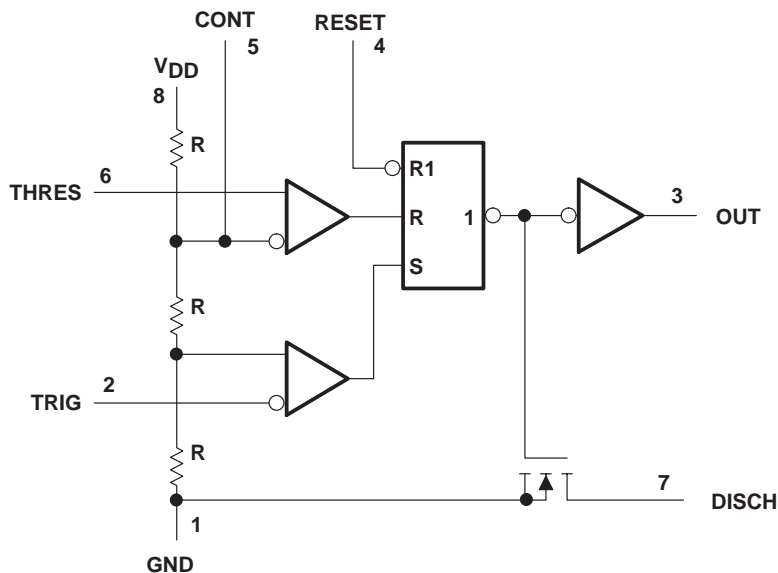 CONT
5
RESET
4
VDD
8
R
6
THRES
R1
R
1
3
OUT
S
R
2
TRIG
R
7
DISCH
1
GND